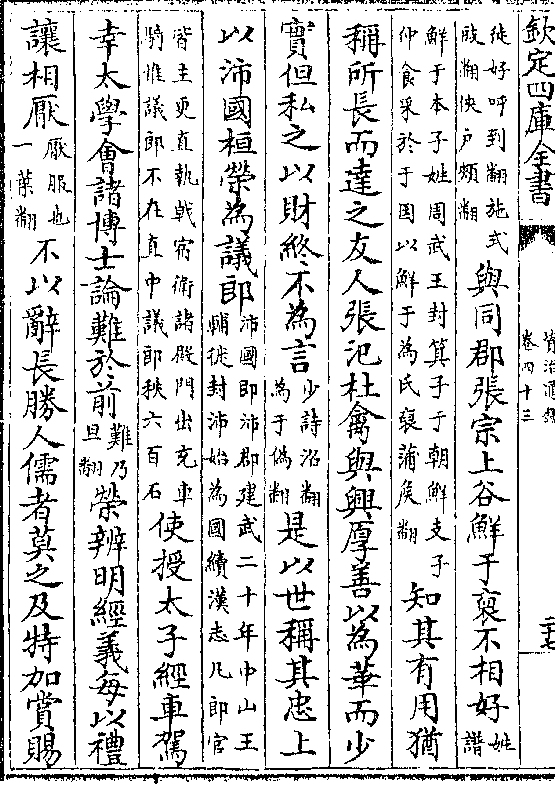 欽定四庫全書
資治通鑑
卷四十三
二十七
從好呼到翻施式
豉翻俠戶頰翻
與同郡張宗上谷鮮于裒不相好
姓譜
鮮于本子姓周武王封箕子于朝鮮支子
仲食采於于因以鮮于為氏裒蒲侯翻
知其有用猶
稱所長而達之友人張汜杜禽與興厚善以為華而少
實但私之以財終不為言
少詩沼翻
為于偽翻
是以世稱其忠上
以沛國桓榮為議郎
沛國即沛郡建武二十年中山王
輔徙封沛始為國續漢志凡郎官
皆主更直執戟宿衛諸殿門出充車
騎惟議郎不在直中議郎秩六百石
使授太子經車駕
幸太學會諸博士論難於前
難乃
旦翻
榮辨明經義每以禮
讓相厭
厭服也
一葉翻
不以辭長勝人儒者莫之及特加賞賜